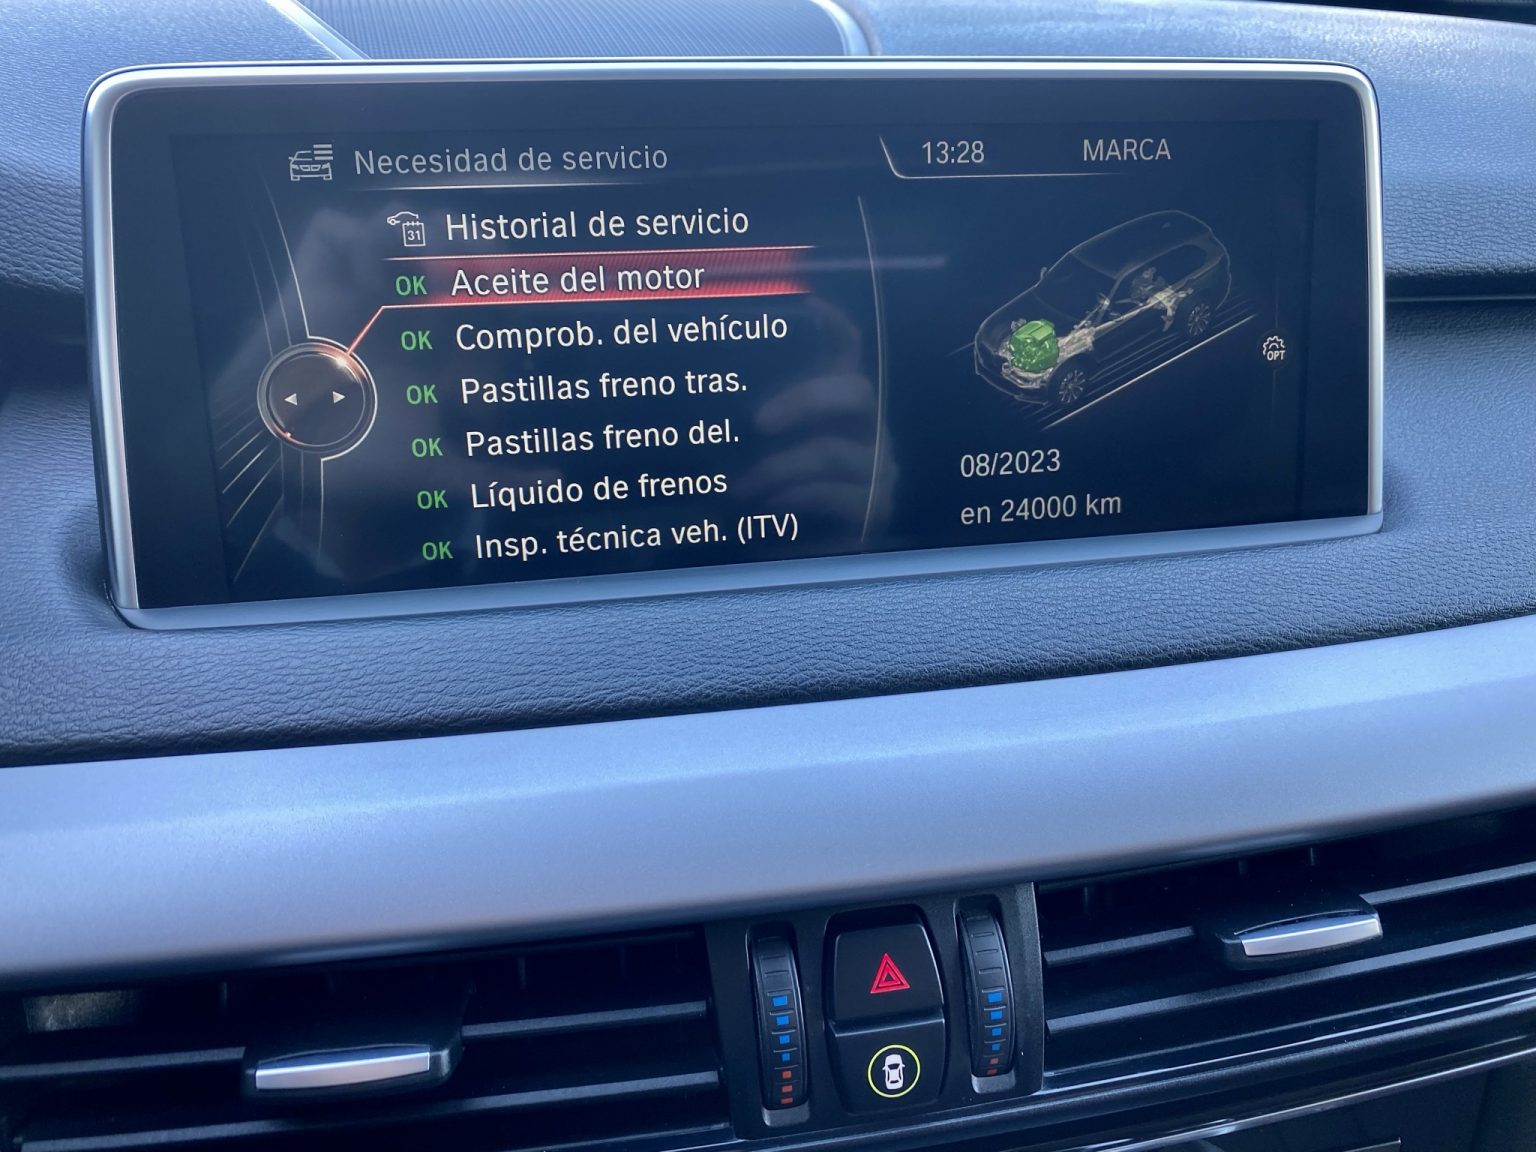 Necesidad de servicio
13:28
MARCA
31 Historial de servicio
OK Aceite del motor
OK Comprob. del vehículo
OK Pastillas freno tras.
OK Pastillas freno del.
OK Líquido de frenos
OK Insp. técnica veh. (ITV)
OPT
08/2023
en 24000 km